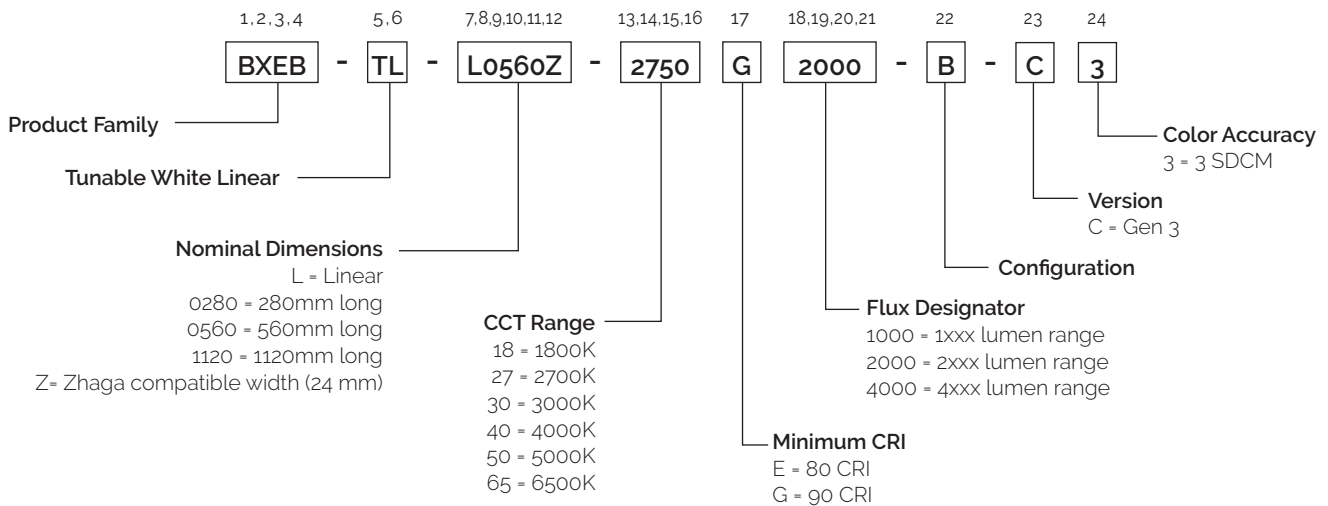 1,2,3,4 5,6 7,8,9,10,11,12 13,14,15,16 17 18,19,20,21 22 23 24
BXEB - TL - L0560Z - 2750 G 2000 - B - C 3
Product Family
Tunable White Linear
Nominal Dimensions
L = Linear
0280 = 280mm long
0560 = 560mm long
1120 = 1120mm long
Z= Zhaga compatible width (24 mm)
CCT Range
18 = 1800K
27 = 2700K
30 = 3000K
40 = 4000K
50 = 5000K
65 = 6500K
Minimum CRI
E = 80 CRI
G = 90 CRI
Flux Designator
1000 = 1xxx lumen range
2000 = 2xxx lumen range
4000 = 4xxx lumen range
Configuration
Version
C = Gen 3
Color Accuracy
3 = 3 SDCM